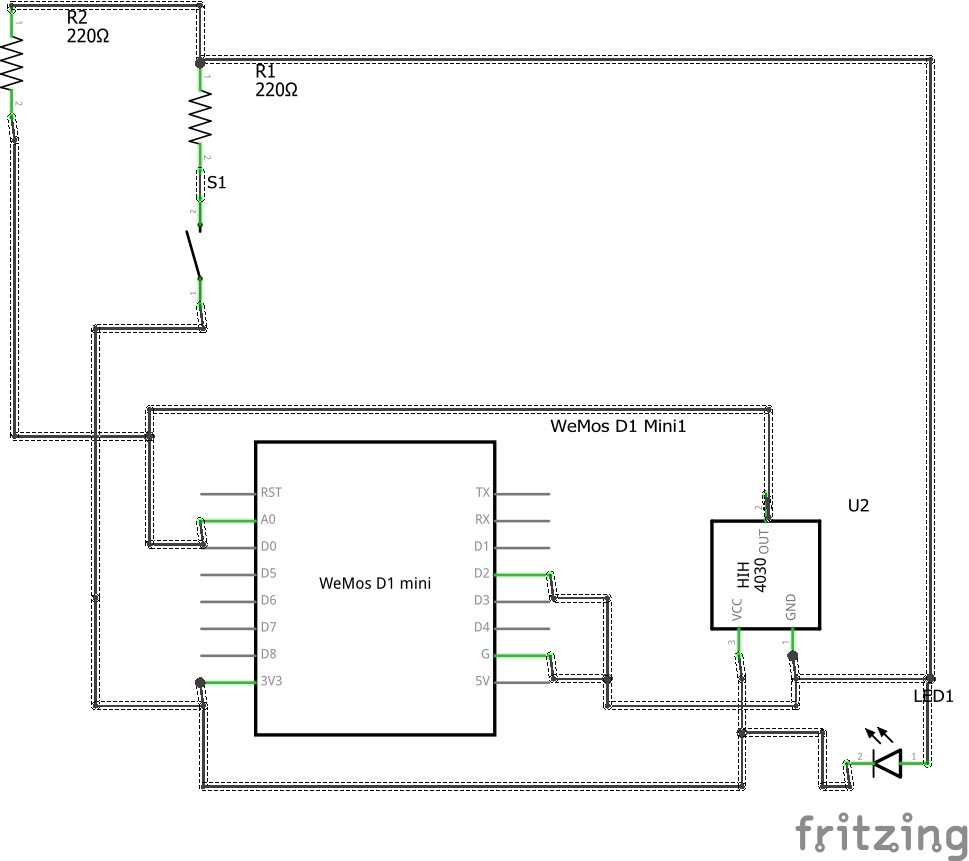 R2
220Ω
1
2
R1
220Ω
1
2
S1
2
1
WeMos D1 Mini1
RST
A0
D0
D5
D6
D7
D8
3V3
WeMos D1 mini
TX
RX
D1
D2
D3
D4
G
5V
U2
2
OUT
HIH
4030
VCC
GND
3
1
LED1
2
1
fritzing